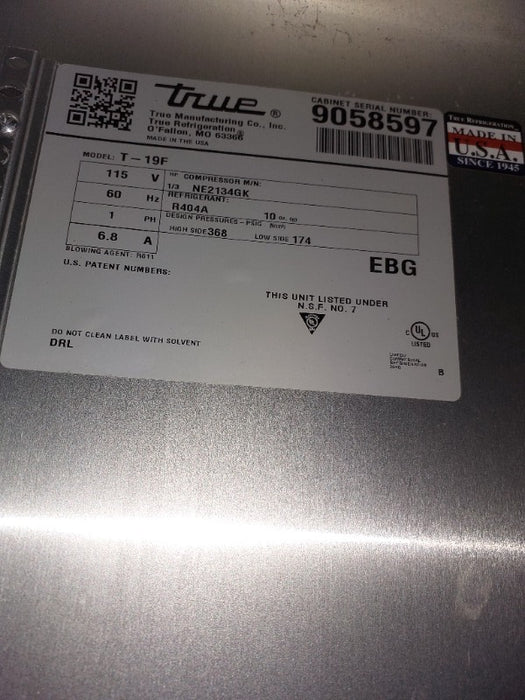 true®
True Manufacturing Co., Inc.
True Refrigeration®
O'Fallon, MO 63366
MADE IN THE USA
CABINET SERIAL NUMBER:
9058597
TRUE REFRIGERATION®
MADE IN
U.S.A.
SINCE 1945
MODEL: T-19F
115 V
HP COMPRESSOR M/N:
1/3 NE2134GK
60 Hz
REFRIGERANT:
R404A 10 OZ.
1 PH
DESIGN PRESSURES-PSIG
HIGH SIDE 368 LOW SIDE 174
6.8 A
BLOWING AGENT: R611
U.S. PATENT NUMBERS:
EBG
THIS UNIT LISTED UNDER
N.S.F. NO. 7
C UL US
LISTED
DO NOT CLEAN LABEL WITH SOLVENT
DRL
B